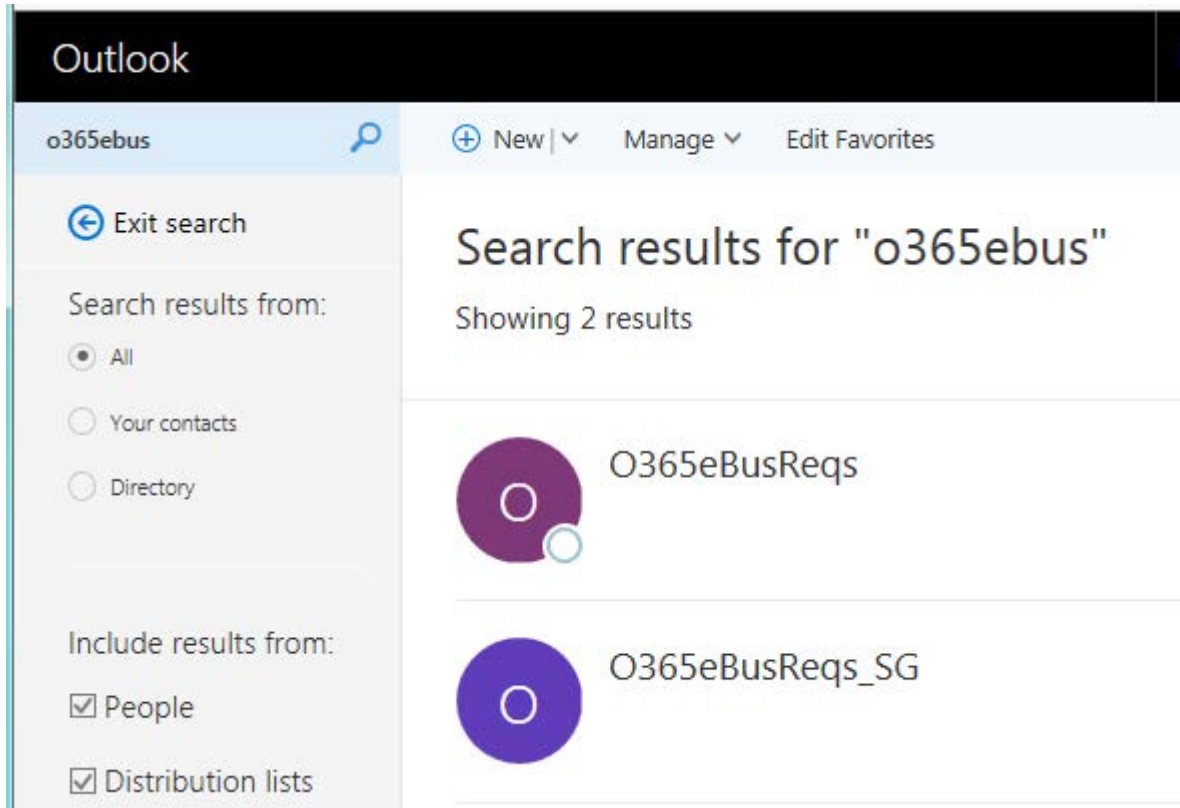 Outlook
o365ebus
New | Manage Edit Favorites
Exit search
Search results from:
All
Your contacts
Directory
Include results from:
People
Distribution lists
Search results for "o365ebus"
Showing 2 results
O
O365eBusReqs
O
O365eBusReqs_SG